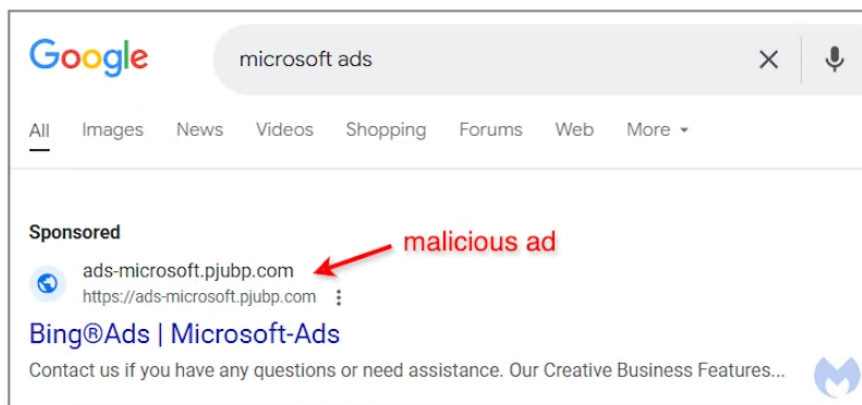 Google
microsoft ads
All Images News Videos Shopping Forums Web More
Sponsored
malicious ad
ads-microsoft.pjubp.com
https://ads-microsoft.pjubp.com
Bing®Ads | Microsoft-Ads
Contact us if you have any questions or need assistance. Our Creative Business Features...